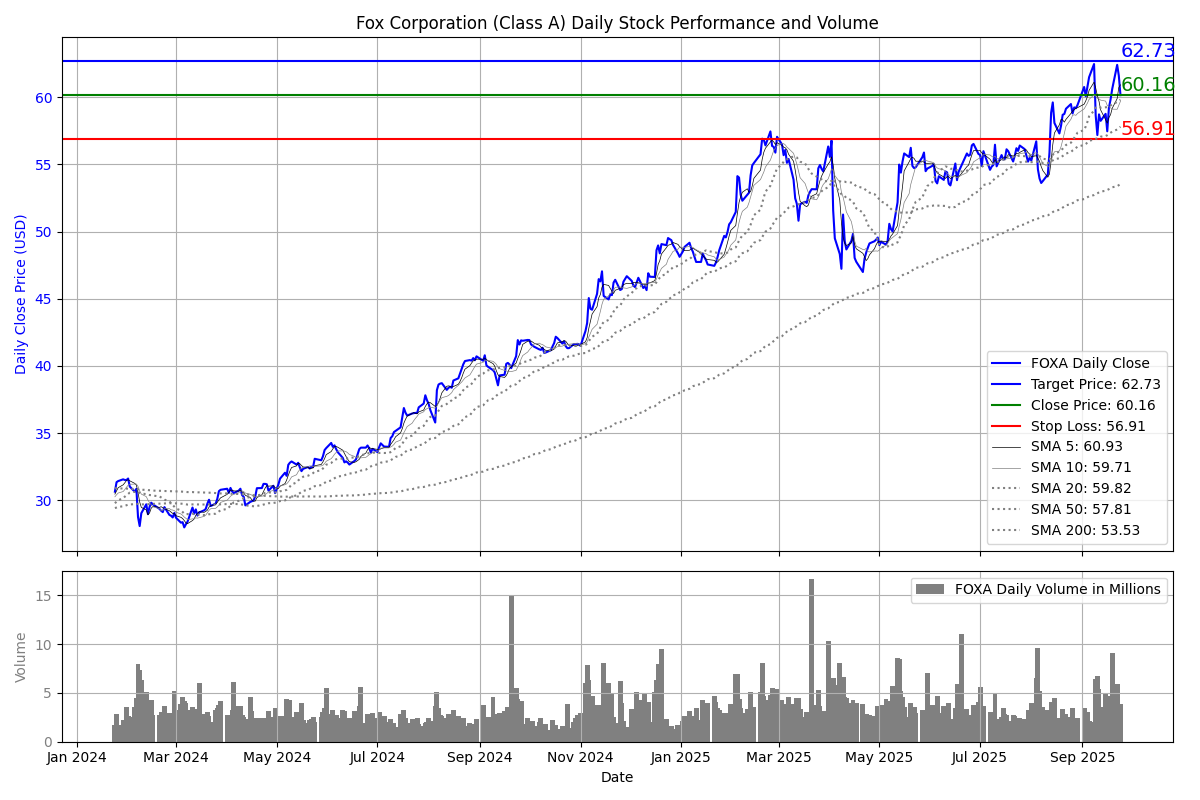 Fox Corporation (Class A) Daily Stock Performance and Volume
62.73
60.16
56.91
Daily Close Price (USD)
60
55
50
45
40
35
30
FOXA Daily Close
Target Price: 62.73
Close Price: 60.16
Stop Loss: 56.91
SMA 5: 60.93
SMA 10: 59.71
SMA 20: 59.82
SMA 50: 57.81
SMA 200: 53.53
Volume
15
10
5
0
FOXA Daily Volume in Millions
Jan 2024 Mar 2024 May 2024 Jul 2024 Sep 2024 Nov 2024 Jan 2025 Mar 2025 May 2025 Jul 2025 Sep 2025
Date